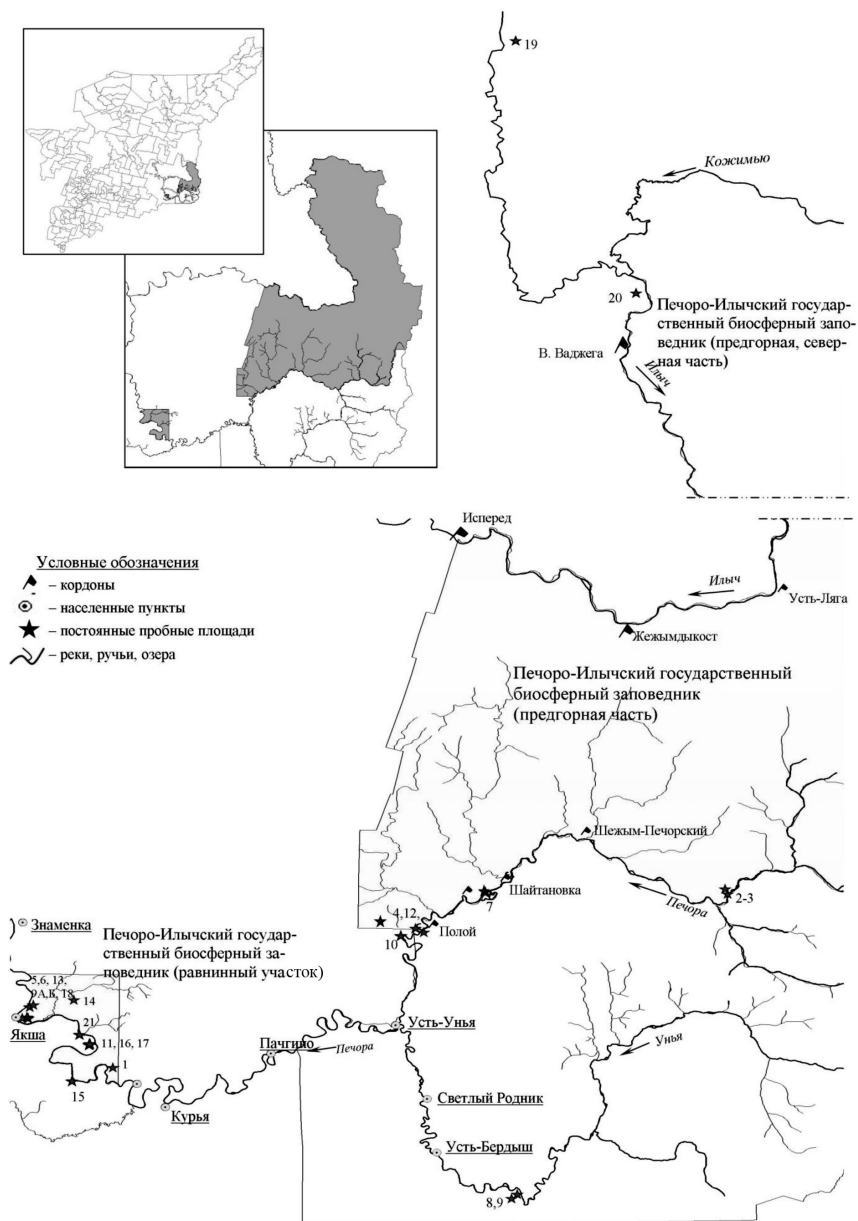 19
Кожимью
20
Печоро-Илычский государст-
венный биосферный запо-
ведник (предгорная, север-
ная часть)
В. Ваджега
Илыч
Исперед
Условные обозначения
– кордоны
– населенные пункты
– постоянные пробные площади
– реки, ручьи, озера
Илыч
Усть-Ляга
Жежымдыкост
Печоро-Илычский государственный
биосферный заповедник
(предгорная часть)
Шежым-Печорский
Шайтановка
7
2-3
Печора
4,12,
Полой
10
Знаменка
Печоро-Илычский государ-
ственный биосферный за-
поведник (равнинный участок)
5,6, 13,
9А,Б, 18
14
Якша
21
11, 16, 17
1
15
Усть-Унья
Пачгино
Печора
Унья
Курья
Светлый Родник
Усть-Бердыш
8,9